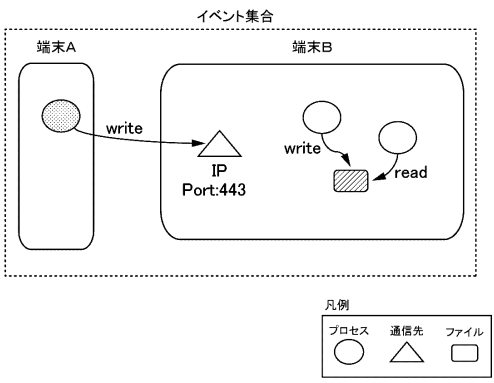 イベント集合
端末A
端末B
write
IP
Port:443
write
read
凡例
プロセス
通信先
ファイル